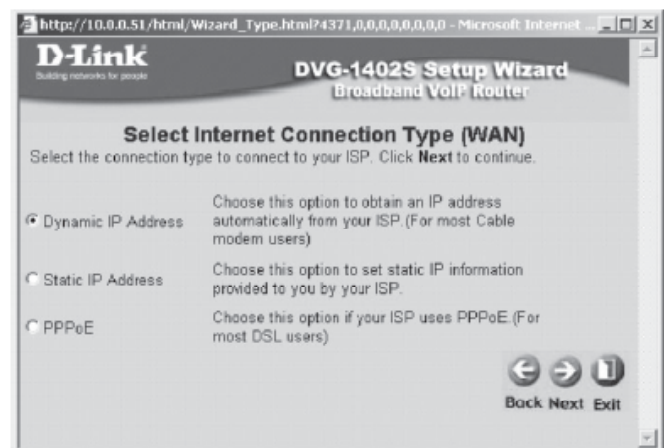 http://10.0.0.51/html/Wizard_Type.html?4371,0,0,0,0,0,0,0,0 - Microsoft Internet ...
D-Link
Building networks for people
DVG-1402S Setup Wizard
Broadband VoIP Router
Select Internet Connection Type (WAN)
Select the connection type to connect to your ISP. Click Next to continue.
Dynamic IP Address
Choose this option to obtain an IP address
automatically from your ISP.(For most Cable
modem users)
Static IP Address
Choose this option to set static IP information
provided to you by your ISP.
PPPoE
Choose this option if your ISP uses PPPoE.(For
most DSL users)
Back Next Exit